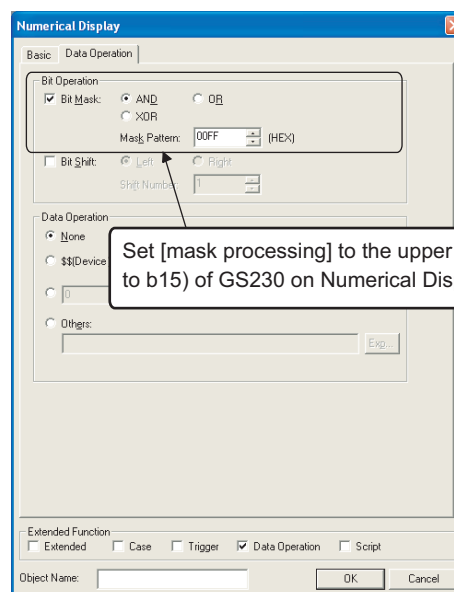 Numerical Display
Basic Data Operation
Bit Operation
Bit Mask: AND OR
XOR
Mask Pattern: 00FF (HEX)
Bit Shift: Left Right
Shift Number: 1
Data Operation
None
$$(Device
0
Others:
Exp...
Set [mask processing] to the upper
to b15) of GS230 on Numerical Dis
Extended Function
Extended Case Trigger Data Operation Script
Object Name: OK Cancel